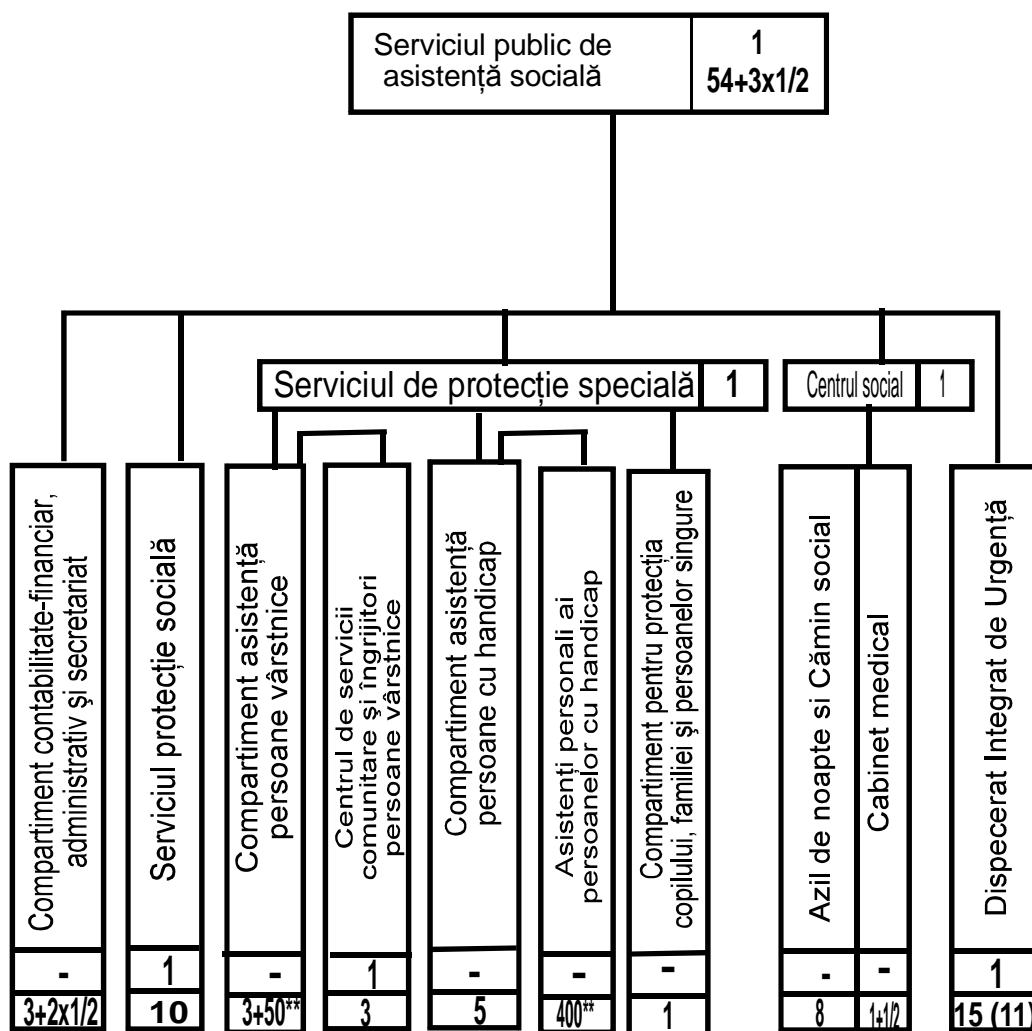 Serviciul public de
asistență socială
1
54+3x1/2
Serviciul de protecție specială
1
Centrul social
1
Compartiment contabilitate-financiar,
administrativ şi secretariat
-
3+2x1/2
Serviciul protecție socială
1
10
Compartiment asistență
persoane vârstnice
-
3+50**
Centrul de servicii
comunitare şi îngrijitori
persoane vârstnice
1
3
Compartiment asistență
persoane cu handicap
-
5
Asistenți personali ai
persoanelor cu handicap
-
400**
Compartiment pentru protecția
copilului, familiei şi persoanelor singure
-
1
Azil de noapte si Cămin social
-
8
Cabinet medical
-
1+1/2
Dispecerat Integrat de Urgență
1
15 (11)